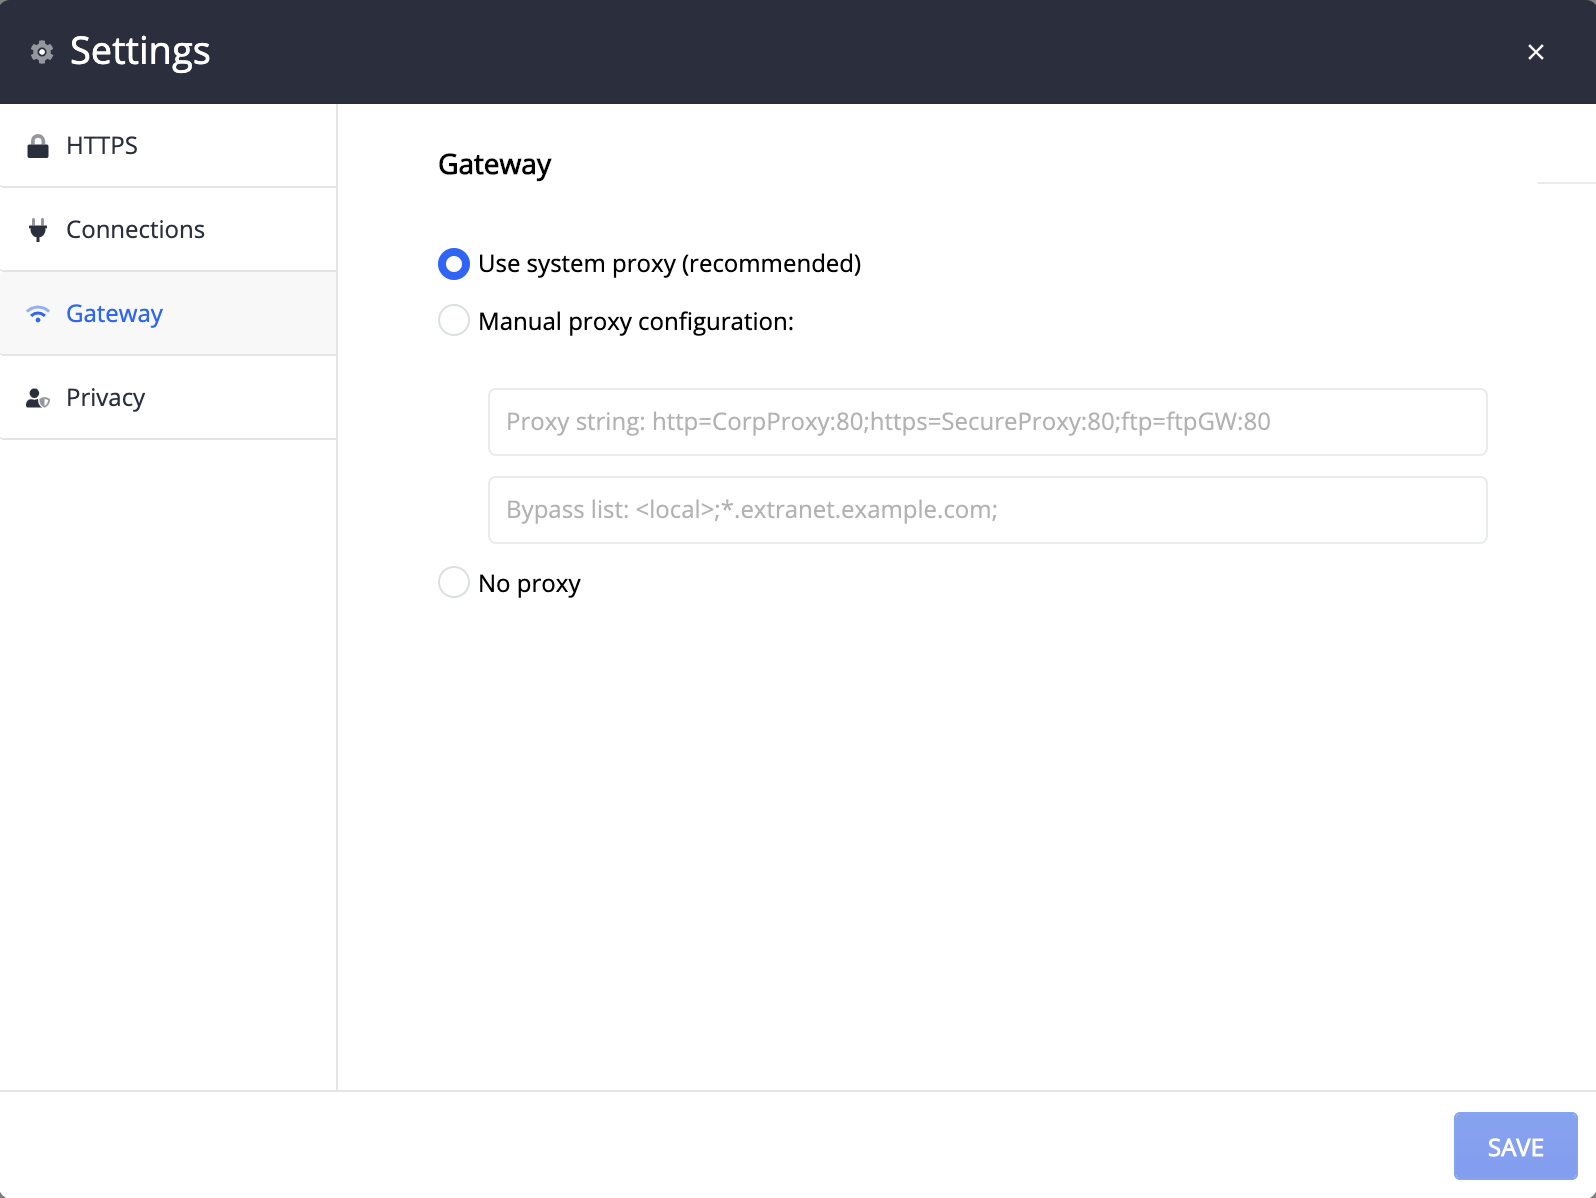 Settings
HTTPS
Connections
Gateway
Privacy
Gateway
Use system proxy (recommended)
Manual proxy configuration:
Proxy string: http=CorpProxy:80;https=SecureProxy:80;ftp=ftpGW:80
Bypass list: <local>;*.extranet.example.com;
No proxy
SAVE